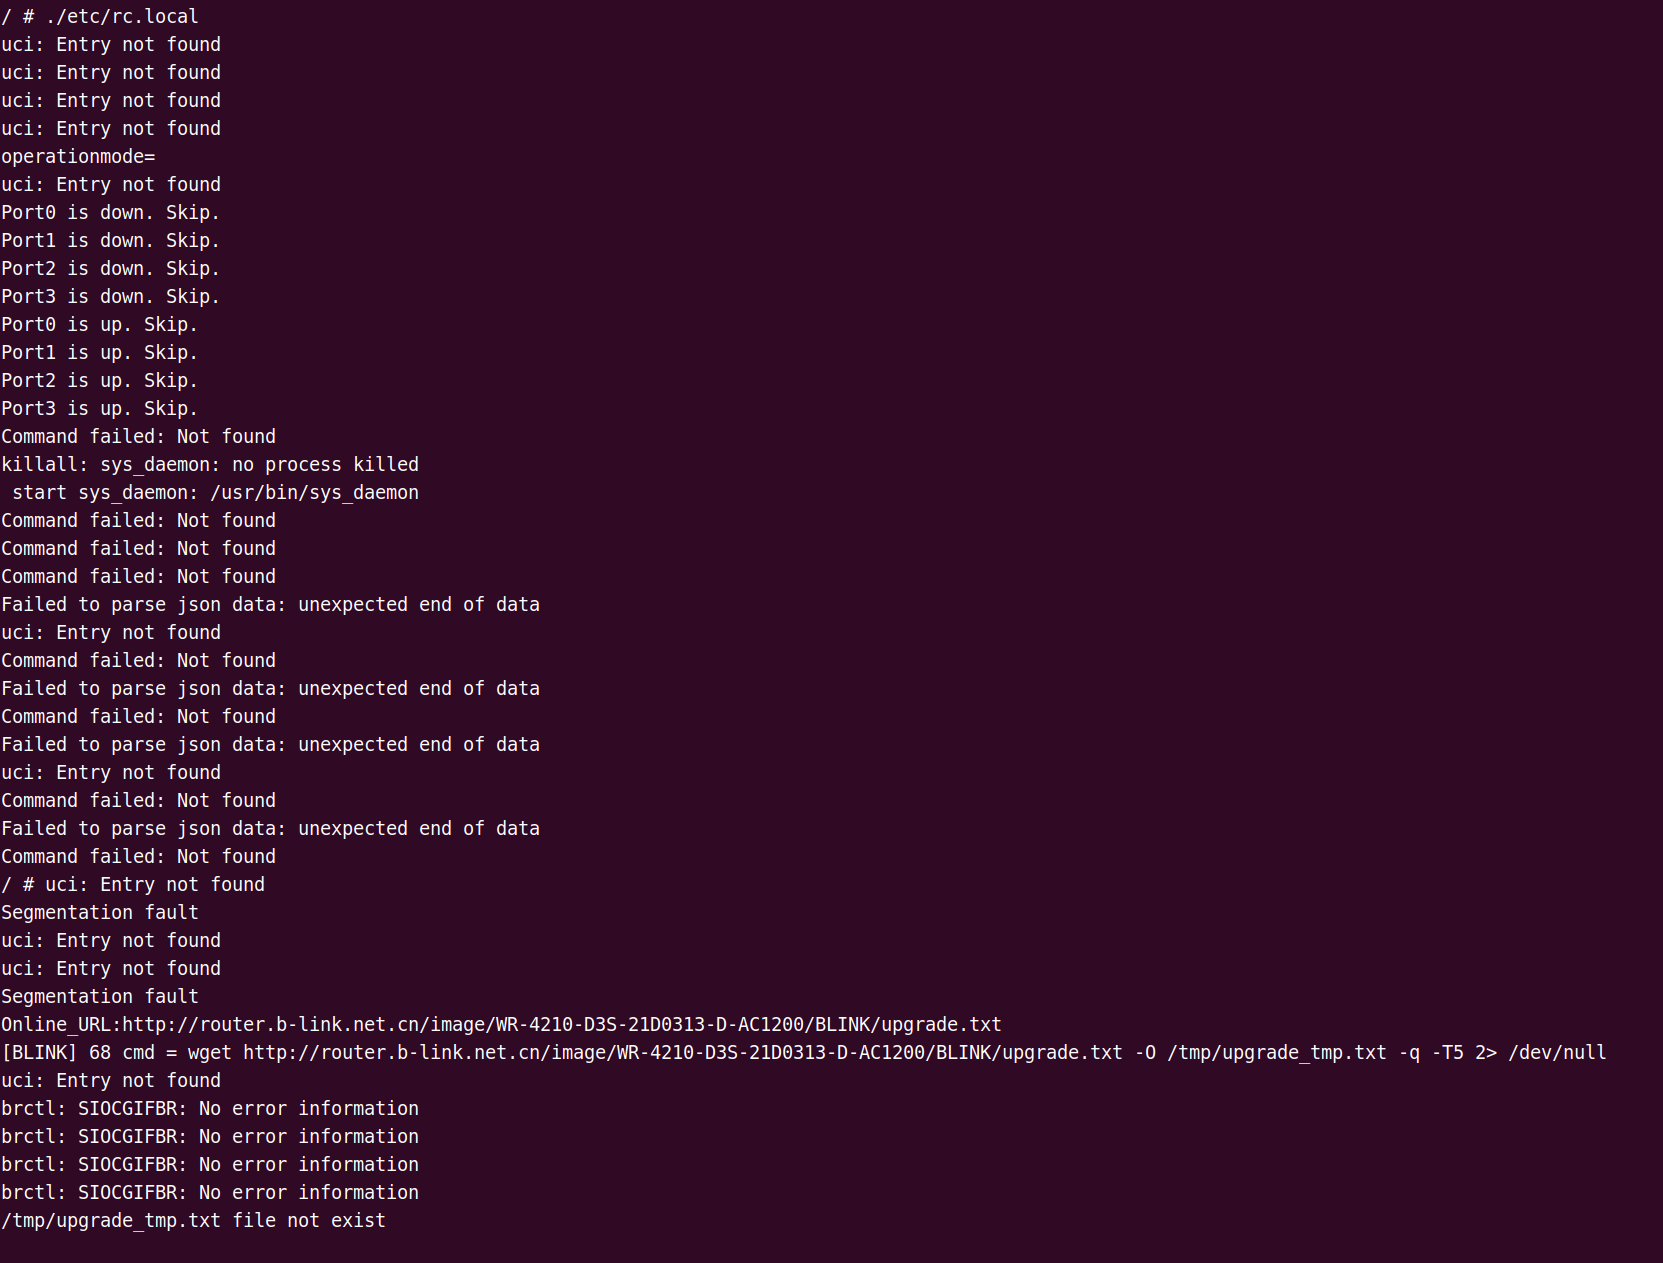 / # ./etc/rc.local
uci: Entry not found
uci: Entry not found
uci: Entry not found
uci: Entry not found
operationmode=
uci: Entry not found
Port0 is down. Skip.
Port1 is down. Skip.
Port2 is down. Skip.
Port3 is down. Skip.
Port0 is up. Skip.
Port1 is up. Skip.
Port2 is up. Skip.
Port3 is up. Skip.
Command failed: Not found
killall: sys_daemon: no process killed
 start sys_daemon: /usr/bin/sys_daemon
Command failed: Not found
Command failed: Not found
Command failed: Not found
Failed to parse json data: unexpected end of data
uci: Entry not found
Command failed: Not found
Failed to parse json data: unexpected end of data
Command failed: Not found
Failed to parse json data: unexpected end of data
uci: Entry not found
Command failed: Not found
Failed to parse json data: unexpected end of data
Command failed: Not found
/ # uci: Entry not found
Segmentation fault
uci: Entry not found
uci: Entry not found
Segmentation fault
Online_URL:http://router.b-link.net.cn/image/WR-4210-D3S-21D0313-D-AC1200/BLINK/upgrade.txt
[BLINK] 68 cmd = wget http://router.b-link.net.cn/image/WR-4210-D3S-21D0313-D-AC1200/BLINK/upgrade.txt -O /tmp/upgrade_tmp.txt -q -T5 2> /dev/null
uci: Entry not found
brctl: SIOCGIFBR: No error information
brctl: SIOCGIFBR: No error information
brctl: SIOCGIFBR: No error information
brctl: SIOCGIFBR: No error information
/tmp/upgrade_tmp.txt file not exist